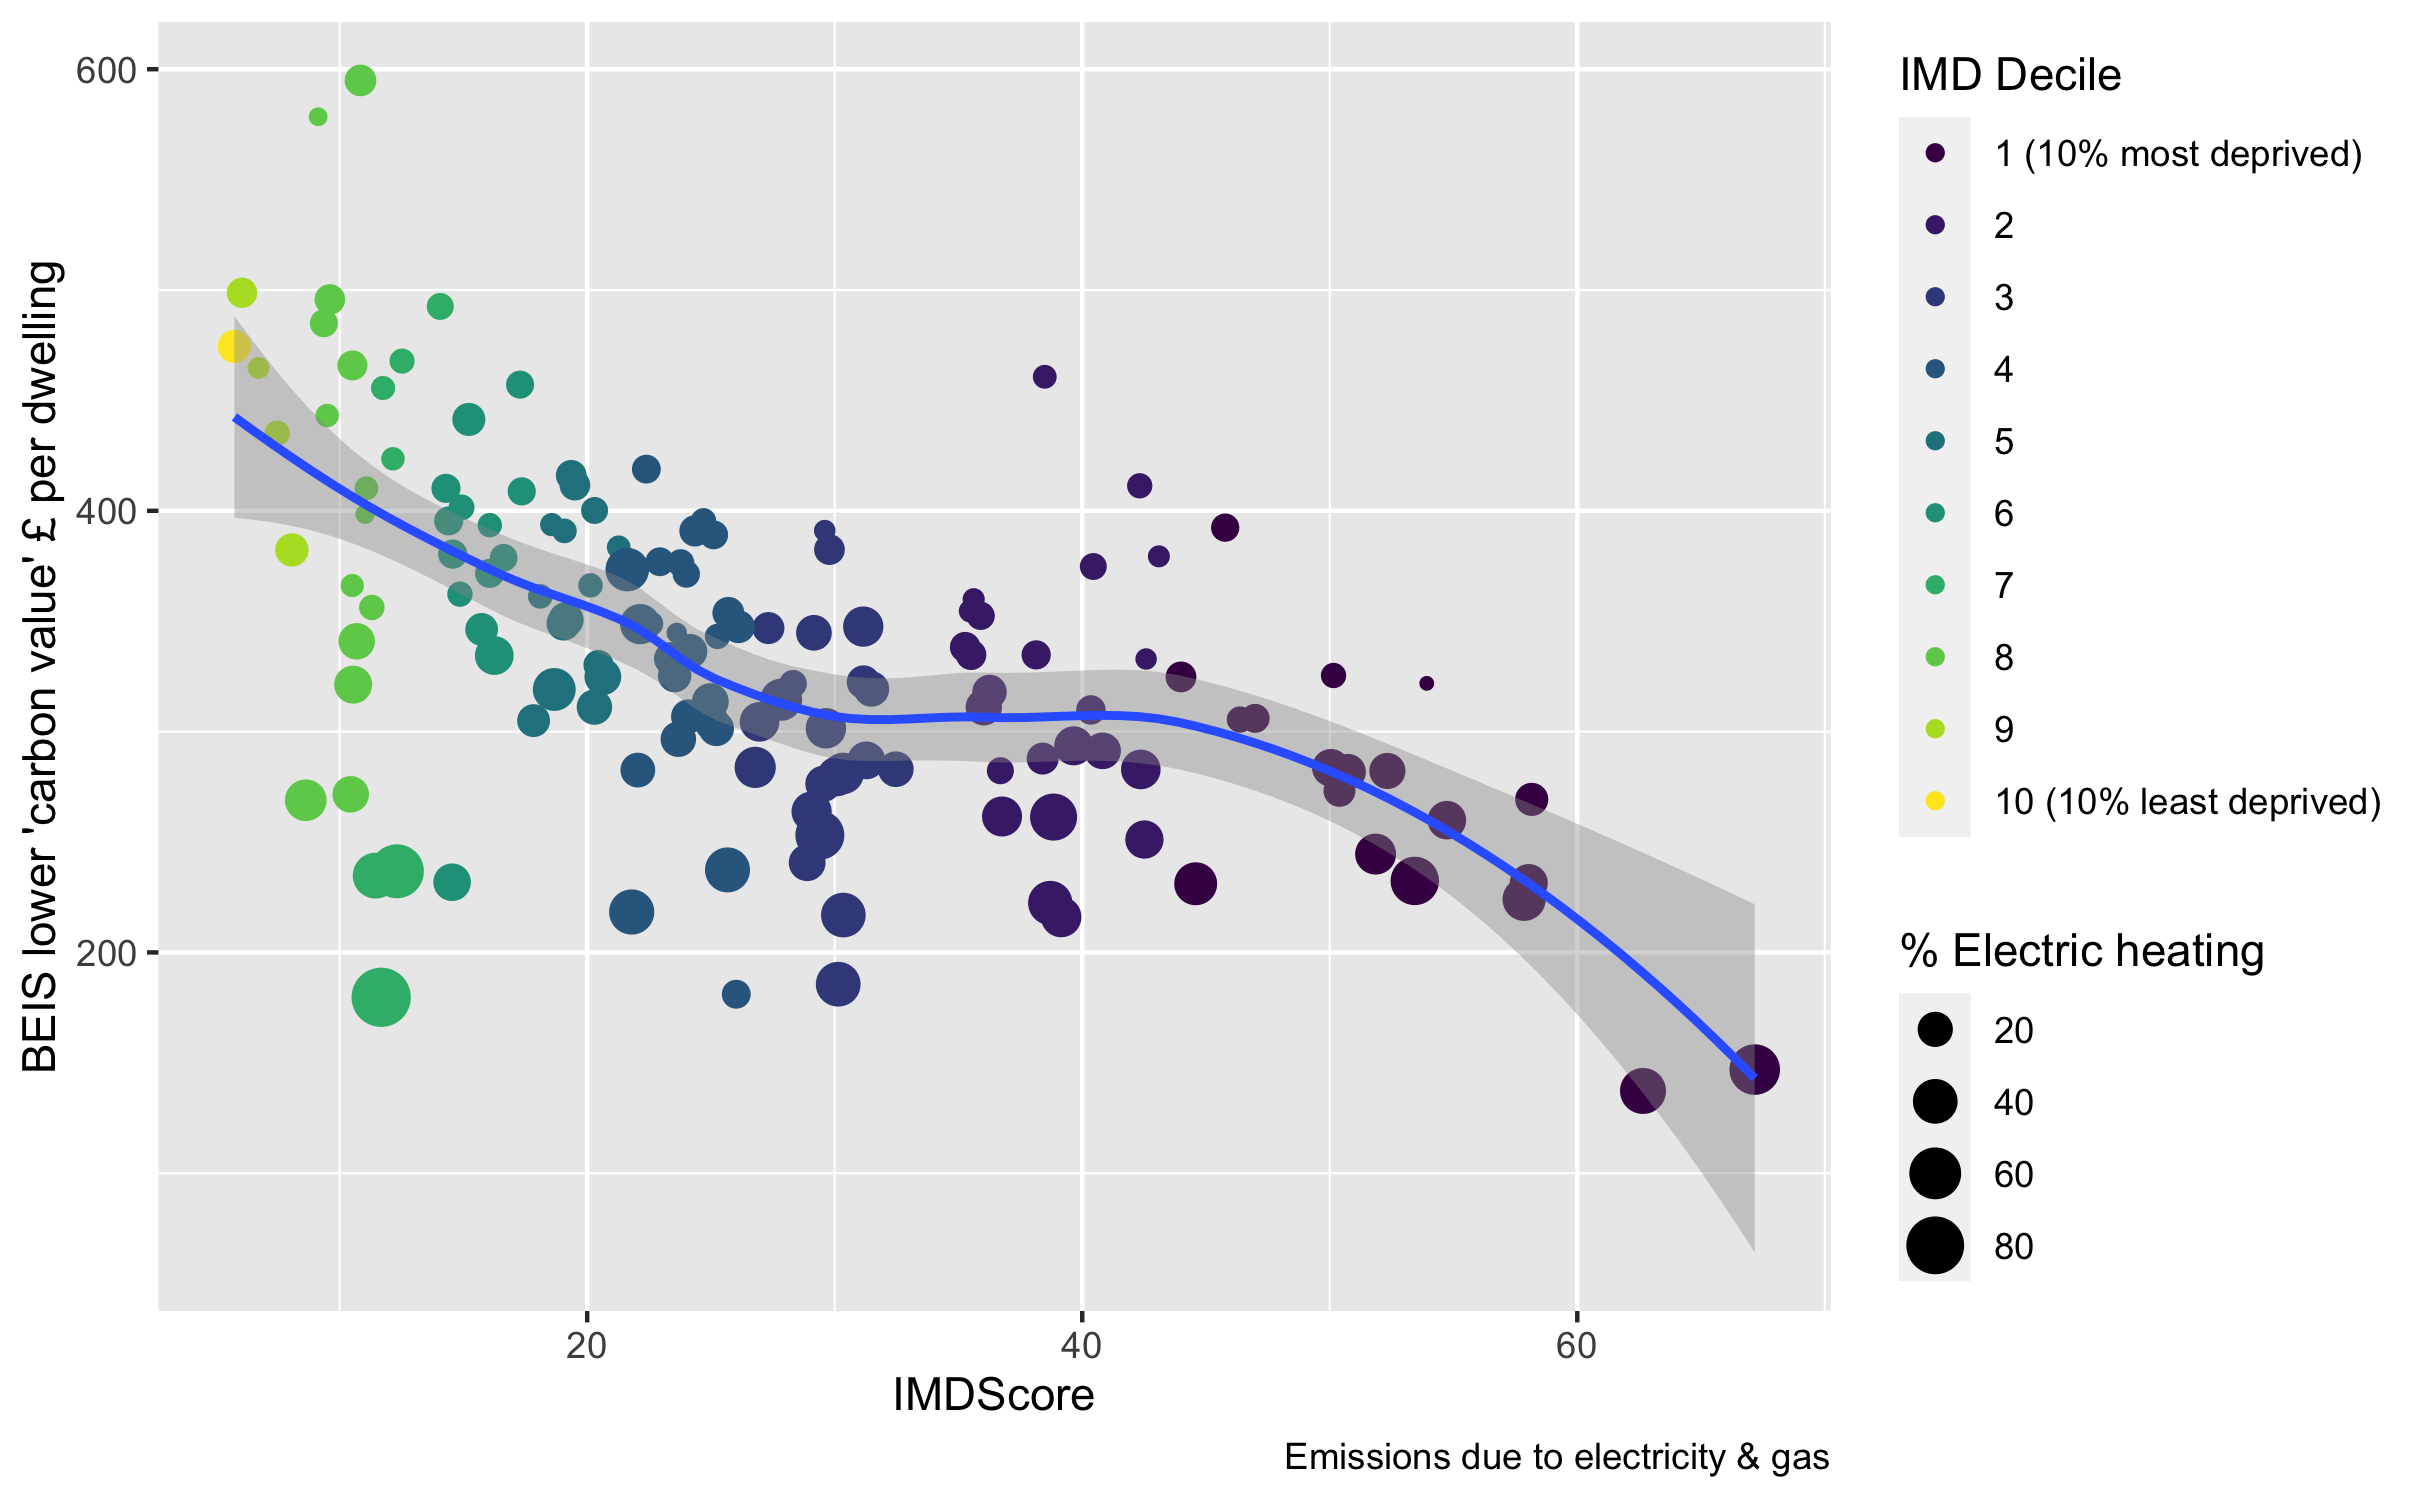 600
400
200
BEIS lower 'carbon value' £ per dwelling
20
40
60
IMDScore
Emissions due to electricity & gas
IMD Decile
1 (10% most deprived)
2
3
4
5
6
7
8
9
10 (10% least deprived)
% Electric heating
20
40
60
80